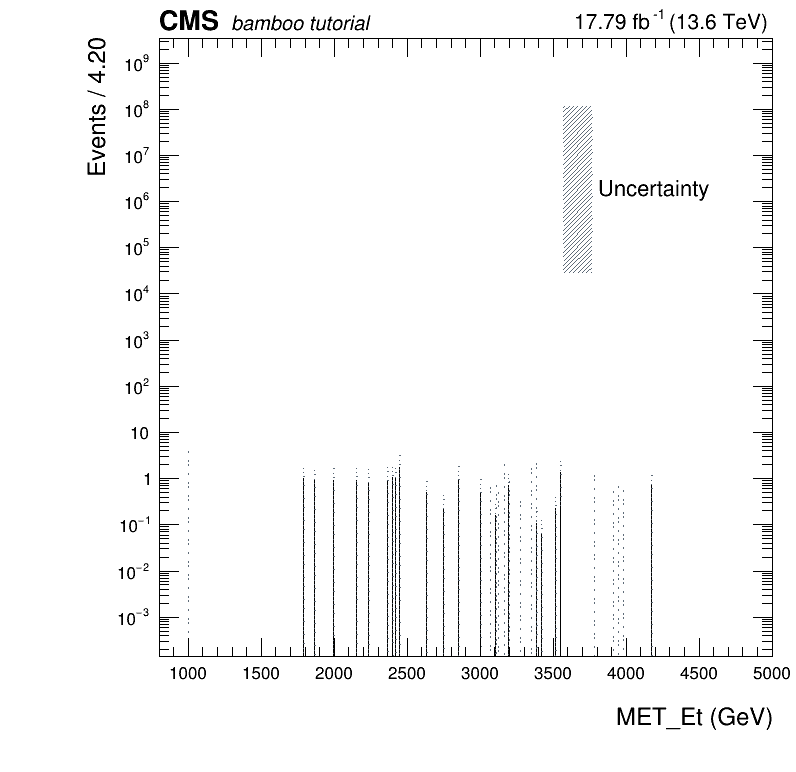 CMS bamboo tutorial 17.79 fb⁻¹ (13.6 TeV)
Events / 4.20
10⁹
10⁸
10⁷
Uncertainty
10⁶
10⁵
10⁴
10³
10²
10
1
10⁻¹
10⁻²
10⁻³
1000 1500 2000 2500 3000 3500 4000 4500 5000
MET_Et (GeV)